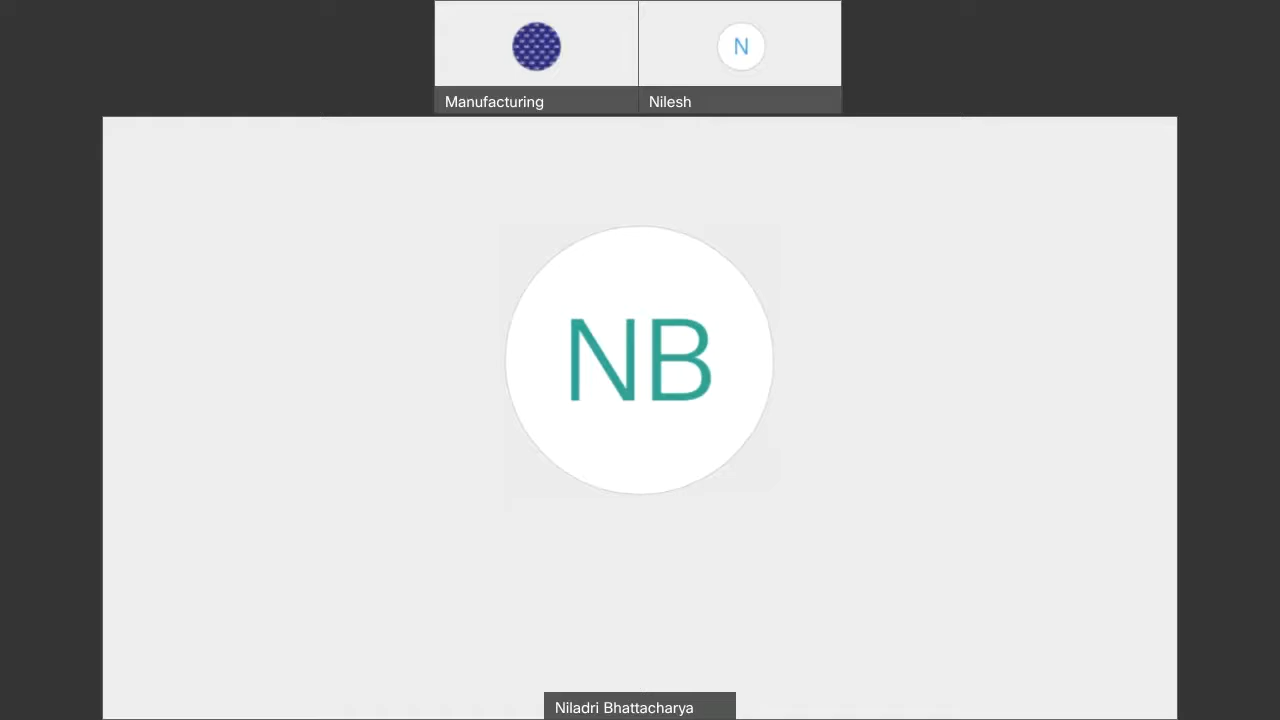 N
Manufacturing
Nilesh
NB
Niladri Bhattacharya